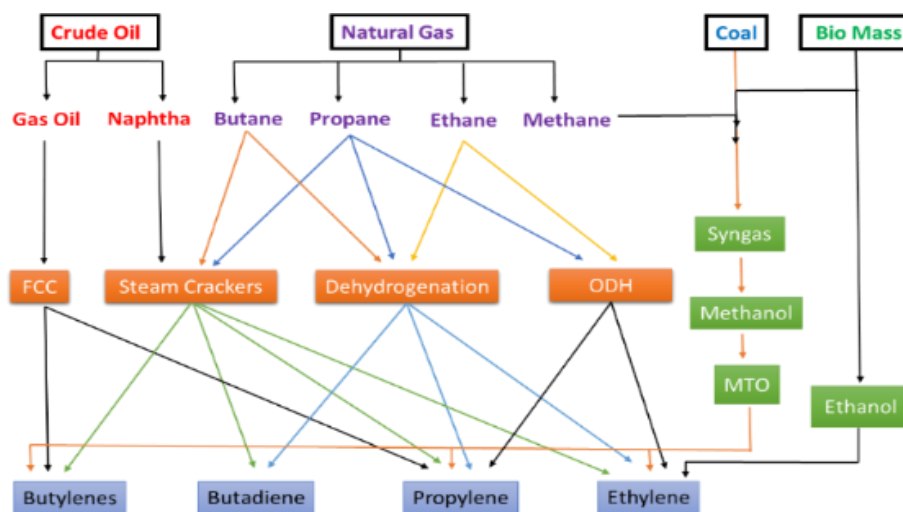 Crude Oil
Natural Gas
Coal
Bio Mass
Gas Oil
Naphtha
Butane
Propane
Ethane
Methane
Syngas
FCC
Steam Crackers
Dehydrogenation
ODH
Methanol
MTO
Ethanol
Butylenes
Butadiene
Propylene
Ethylene